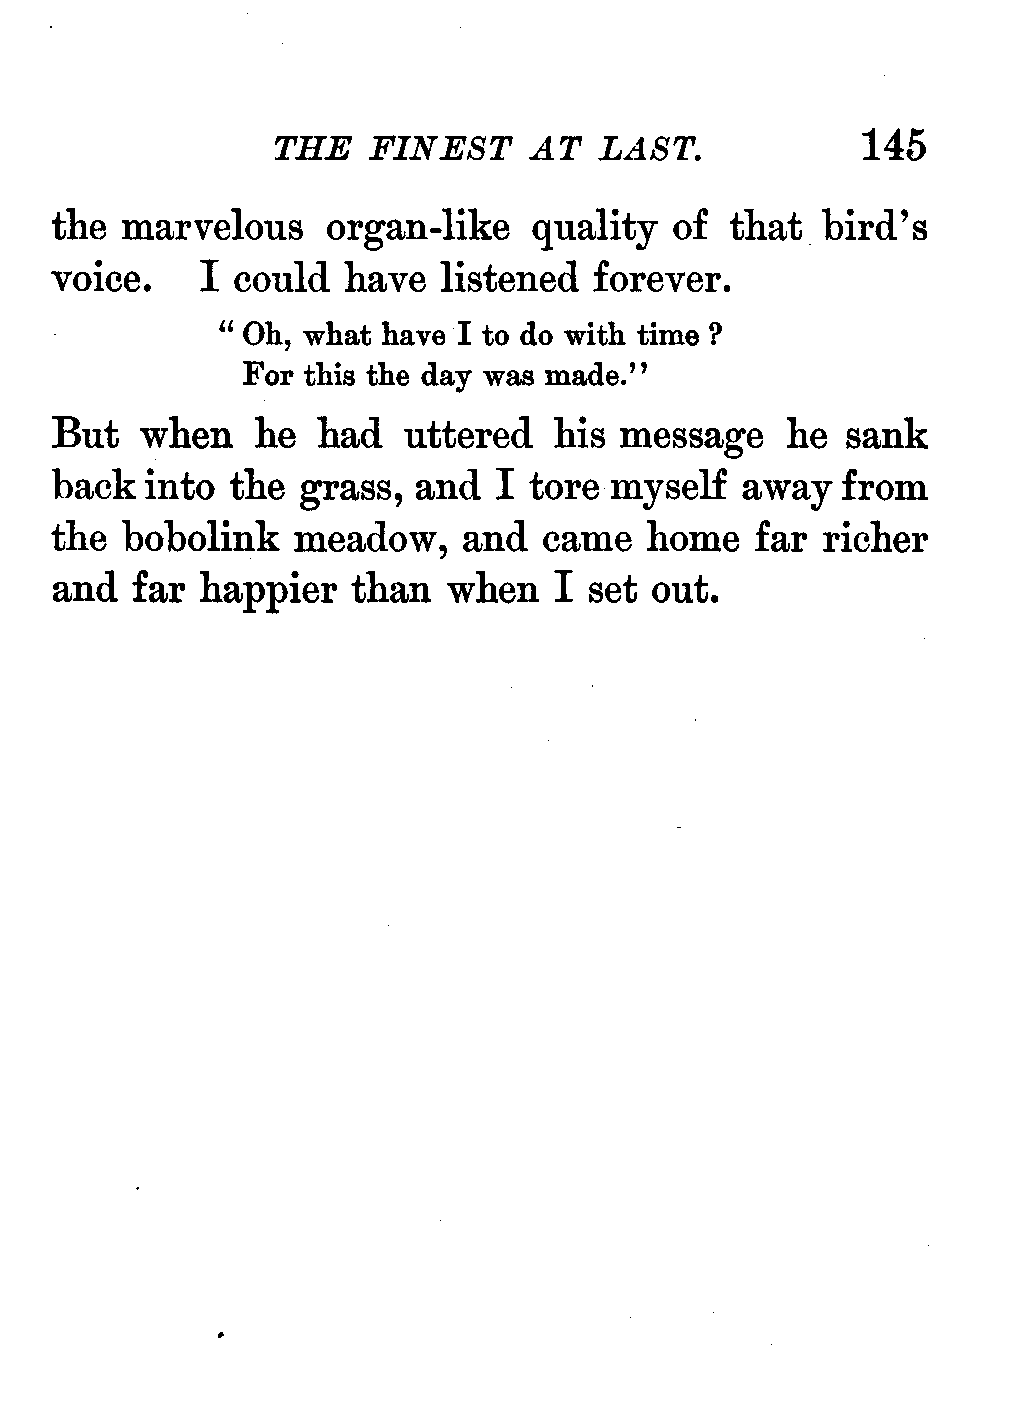 THE FINEST AT LAST. 145
the marvelous organ-like quality of that bird's
voice. I could have listened forever.
"Oh, what have I to do with time?
For this the day was made."
But when he had uttered his message he sank
back into the grass, and I tore myself away from
the bobolink meadow, and came home far richer
and far happier than when I set out.